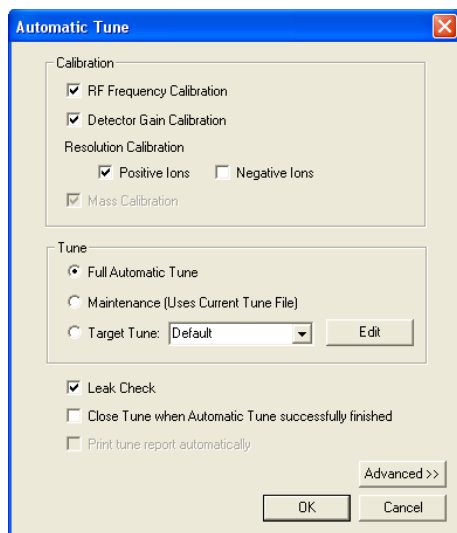 Automatic Tune
Calibration
RF Frequency Calibration
Detector Gain Calibration
Resolution Calibration
Positive Ions Negative Ions
Mass Calibration
Tune
Full Automatic Tune
Maintenance (Uses Current Tune File)
Target Tune: Default Edit
Leak Check
Close Tune when Automatic Tune successfully finished
Print tune report automatically
Advanced >>
OK Cancel